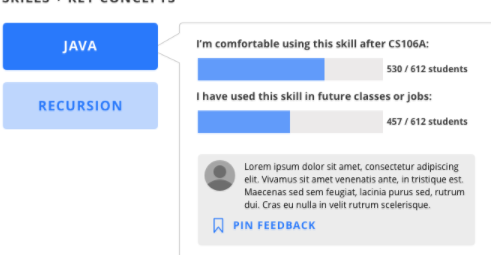 SKILLS + KEY CONCEPTS
JAVA
RECURSION
I'm comfortable using this skill after CS106A:
530 / 612 students
I have used this skill in future classes or jobs:
457 / 612 students
Lorem ipsum dolor sit amet, consectetur adipiscing
elit. Vivamus sit amet venenatis ante, in tristique est.
Maecenas sed sem feugiat, lacinia purus sed, rutrum
dui. Cras eu nulla in velit rutrum scelerisque.
PIN FEEDBACK